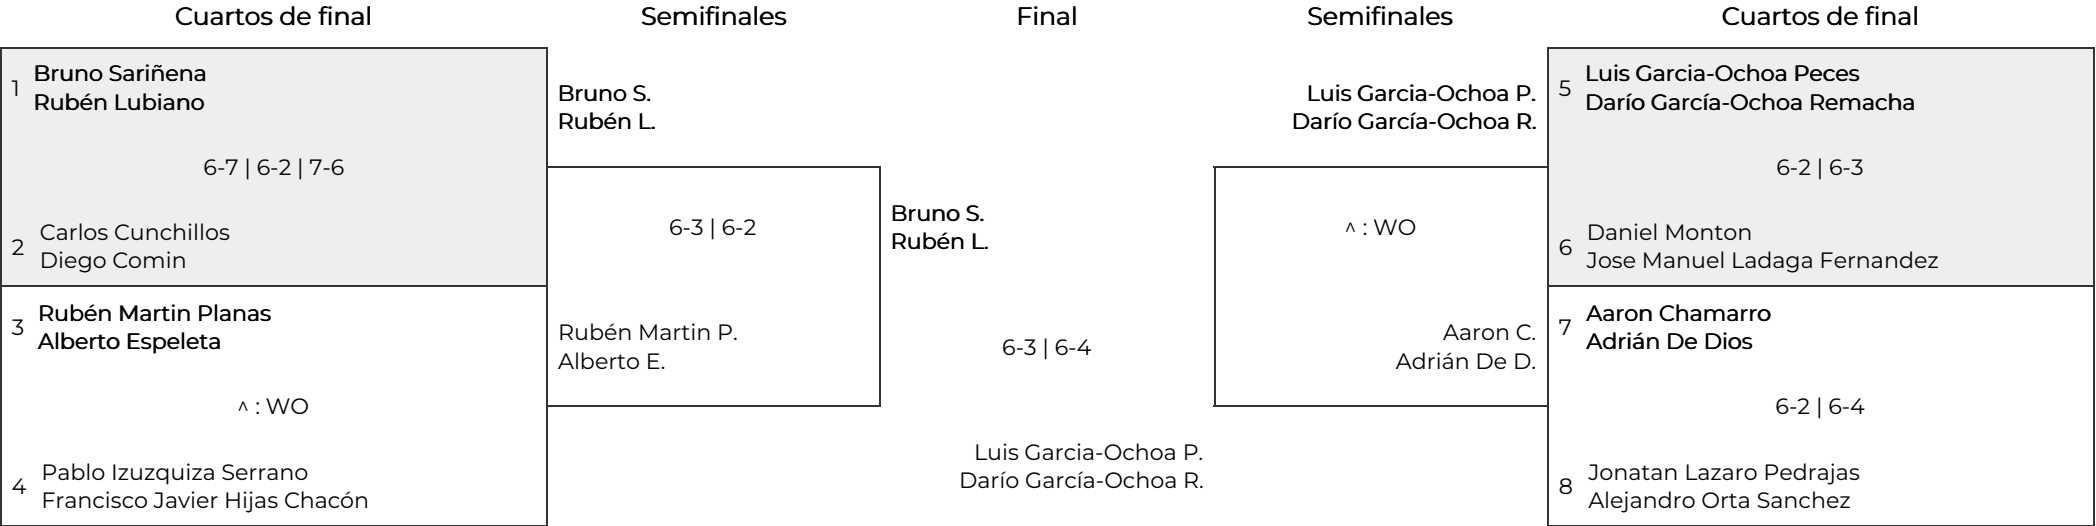 Cuartos de final
Semifinales
Final
Semifinales
Cuartos de final
1
Bruno Sariñena
Rubén Lubiano
6-7 | 6-2 | 7-6
2
Carlos Cunchillos
Diego Comin
3
Rubén Martin Planas
Alberto Espeleta
^ : WO
4
Pablo Izuzquiza Serrano
Francisco Javier Hijas Chacón
Bruno S.
Rubén L.
6-3 | 6-2
Rubén Martin P.
Alberto E.
Bruno S.
Rubén L.
6-3 | 6-4
Luis Garcia-Ochoa P.
Darío García-Ochoa R.
Luis Garcia-Ochoa P.
Darío García-Ochoa R.
^ : WO
Aaron C.
Adrián De D.
5
Luis Garcia-Ochoa Peces
Darío García-Ochoa Remacha
6-2 | 6-3
6
Daniel Monton
Jose Manuel Ladaga Fernandez
7
Aaron Chamarro
Adrián De Dios
6-2 | 6-4
8
Jonatan Lazaro Pedrajas
Alejandro Orta Sanchez